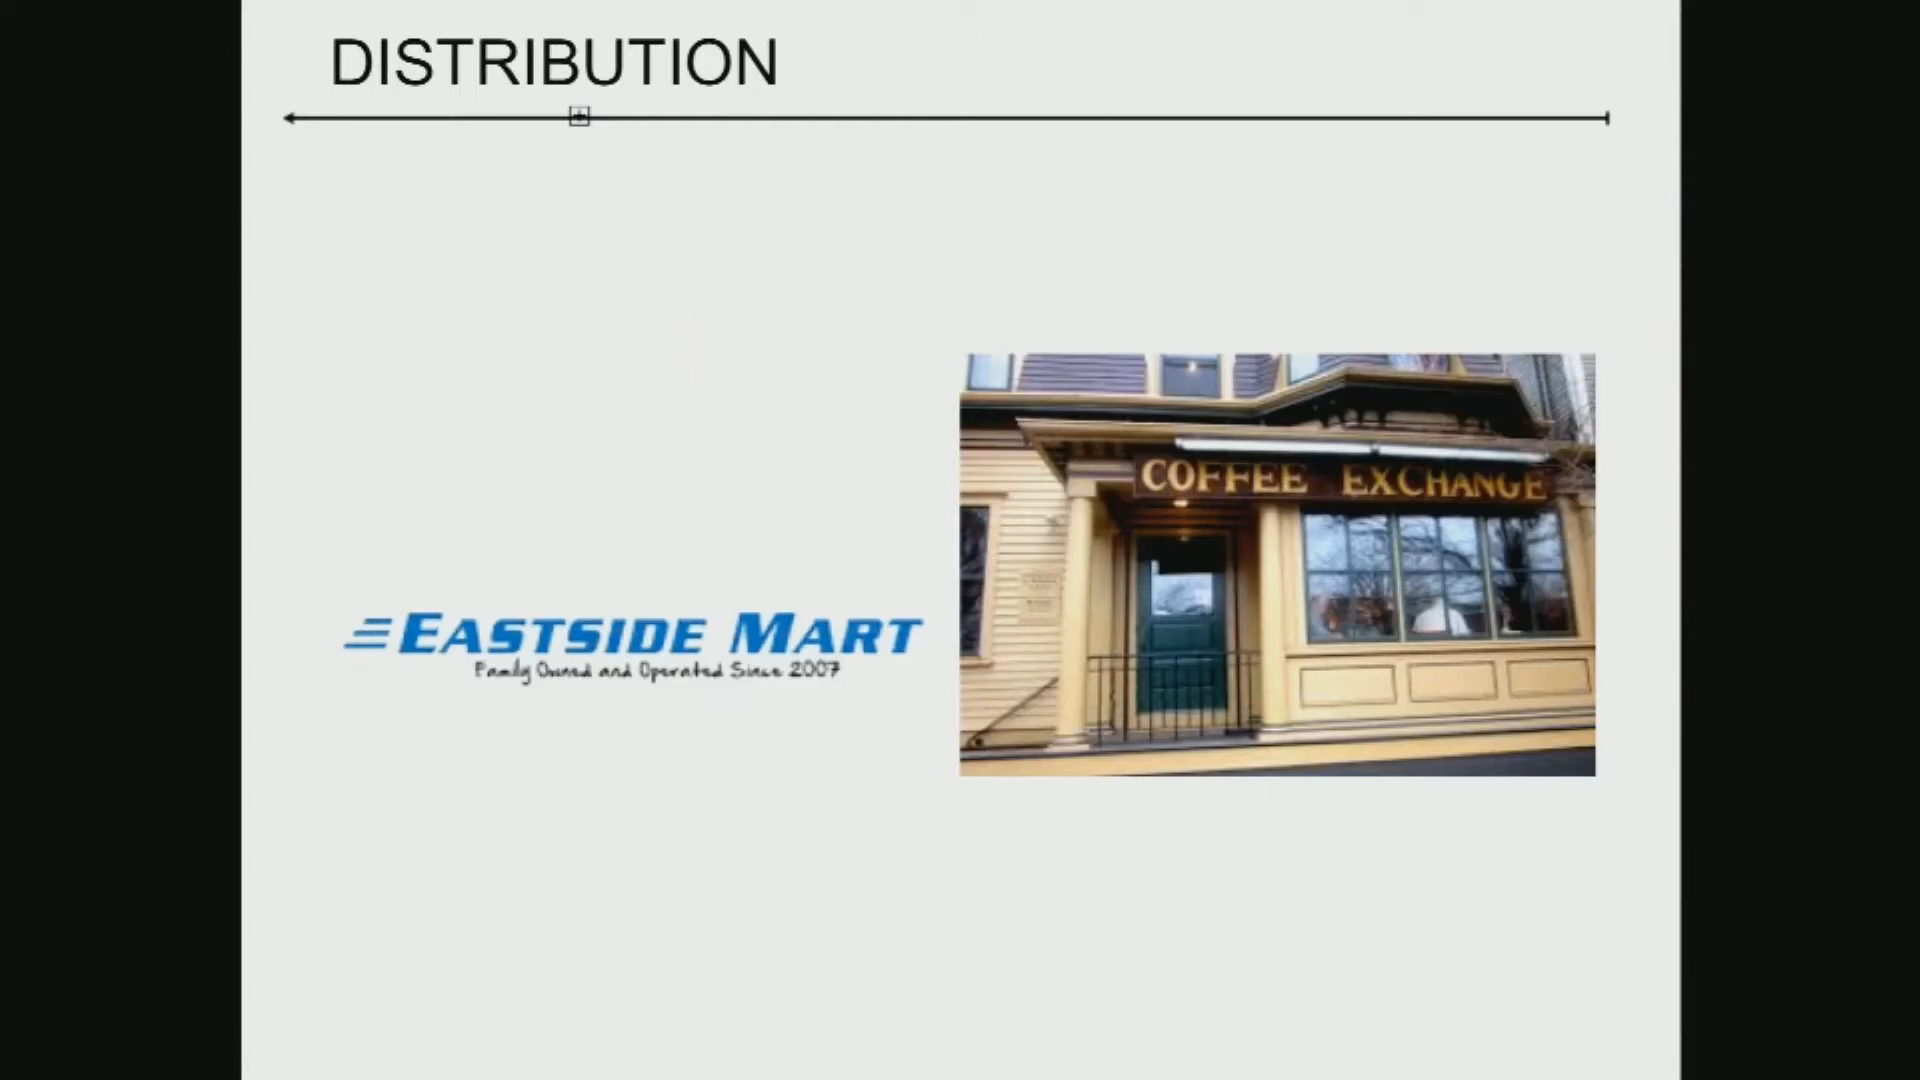 DISTRIBUTION
COFFEE EXCHANGE
EASTSIDE MART
Family Owned and Operated Since 2007